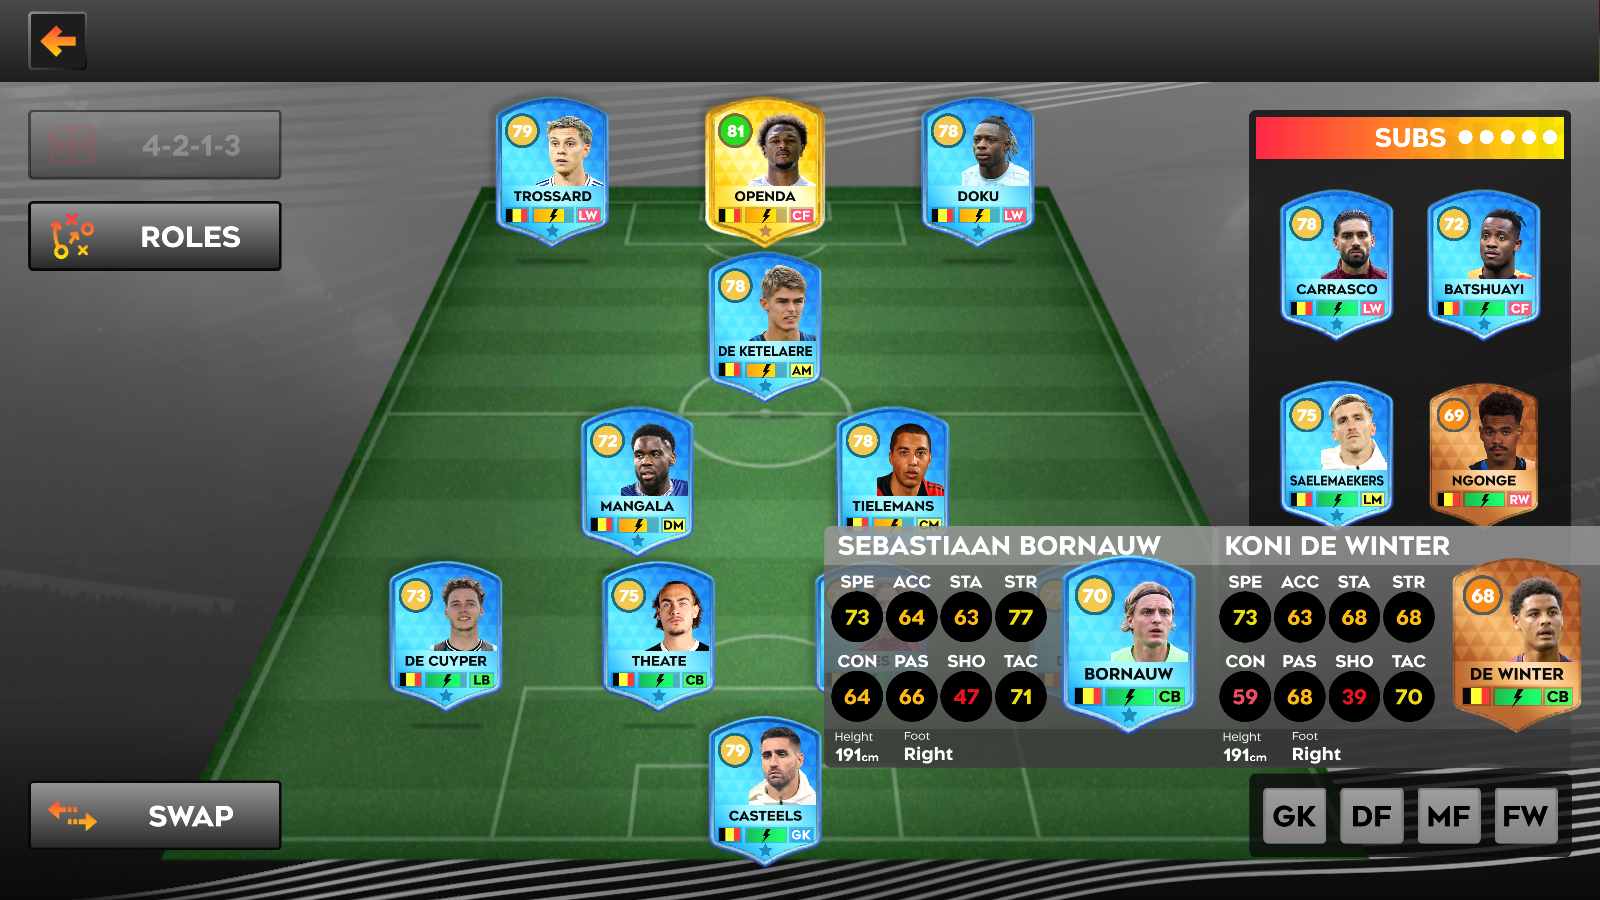 4-2-1-3
ROLES
79
TROSSARD
LW
81
OPENDA
CF
78
DOKU
LW
SUBS
78
CARRASCO
LW
72
BATSHUAYI
CF
78
DE KETELAERE
AM
75
SAELEMAEKERS
LM
69
NGONGE
RW
72
MANGALA
DM
78
TIELEMANS
CM
73
DE CUYPER
LB
75
THEATE
CB
SEBASTIAAN BORNAUW
SPE ACC STA STR
73 64 63 77
CON PAS SHO TAC
64 66 47 71
Height Foot
191cm Right
70
BORNAUW
CB
KONI DE WINTER
SPE ACC STA STR
73 63 68 68
CON PAS SHO TAC
59 68 39 70
Height Foot
191cm Right
68
DE WINTER
CB
79
CASTEELS
GK
SWAP
GK DF MF FW